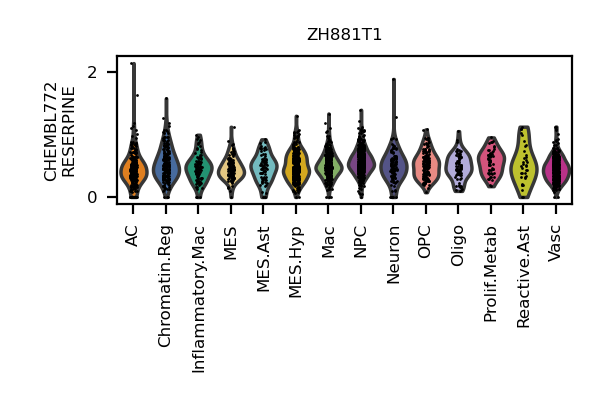 ZH881T1
CHEMBL772
RESERPINE
2
0
AC
Chromatin.Reg
Inflammatory.Mac
MES
MES.Ast
MES.Hyp
Mac
NPC
Neuron
OPC
Oligo
Prolif.Metab
Reactive.Ast
Vasc